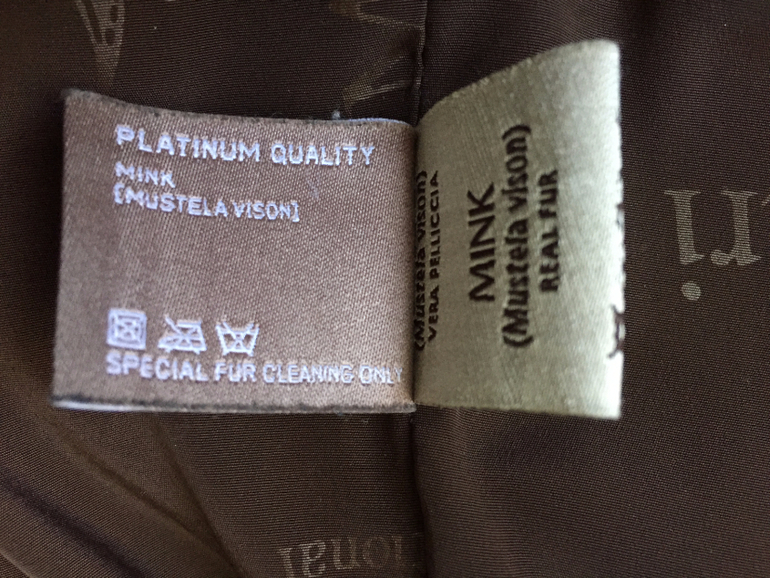 PLATINUM QUALITY
MINK
[MUSTELA VISON]
SPECIAL FUR CLEANING ONLY
(Mustela vison)
VERA PELLICCIA
MINK
(Mustela vison)
REAL FUR